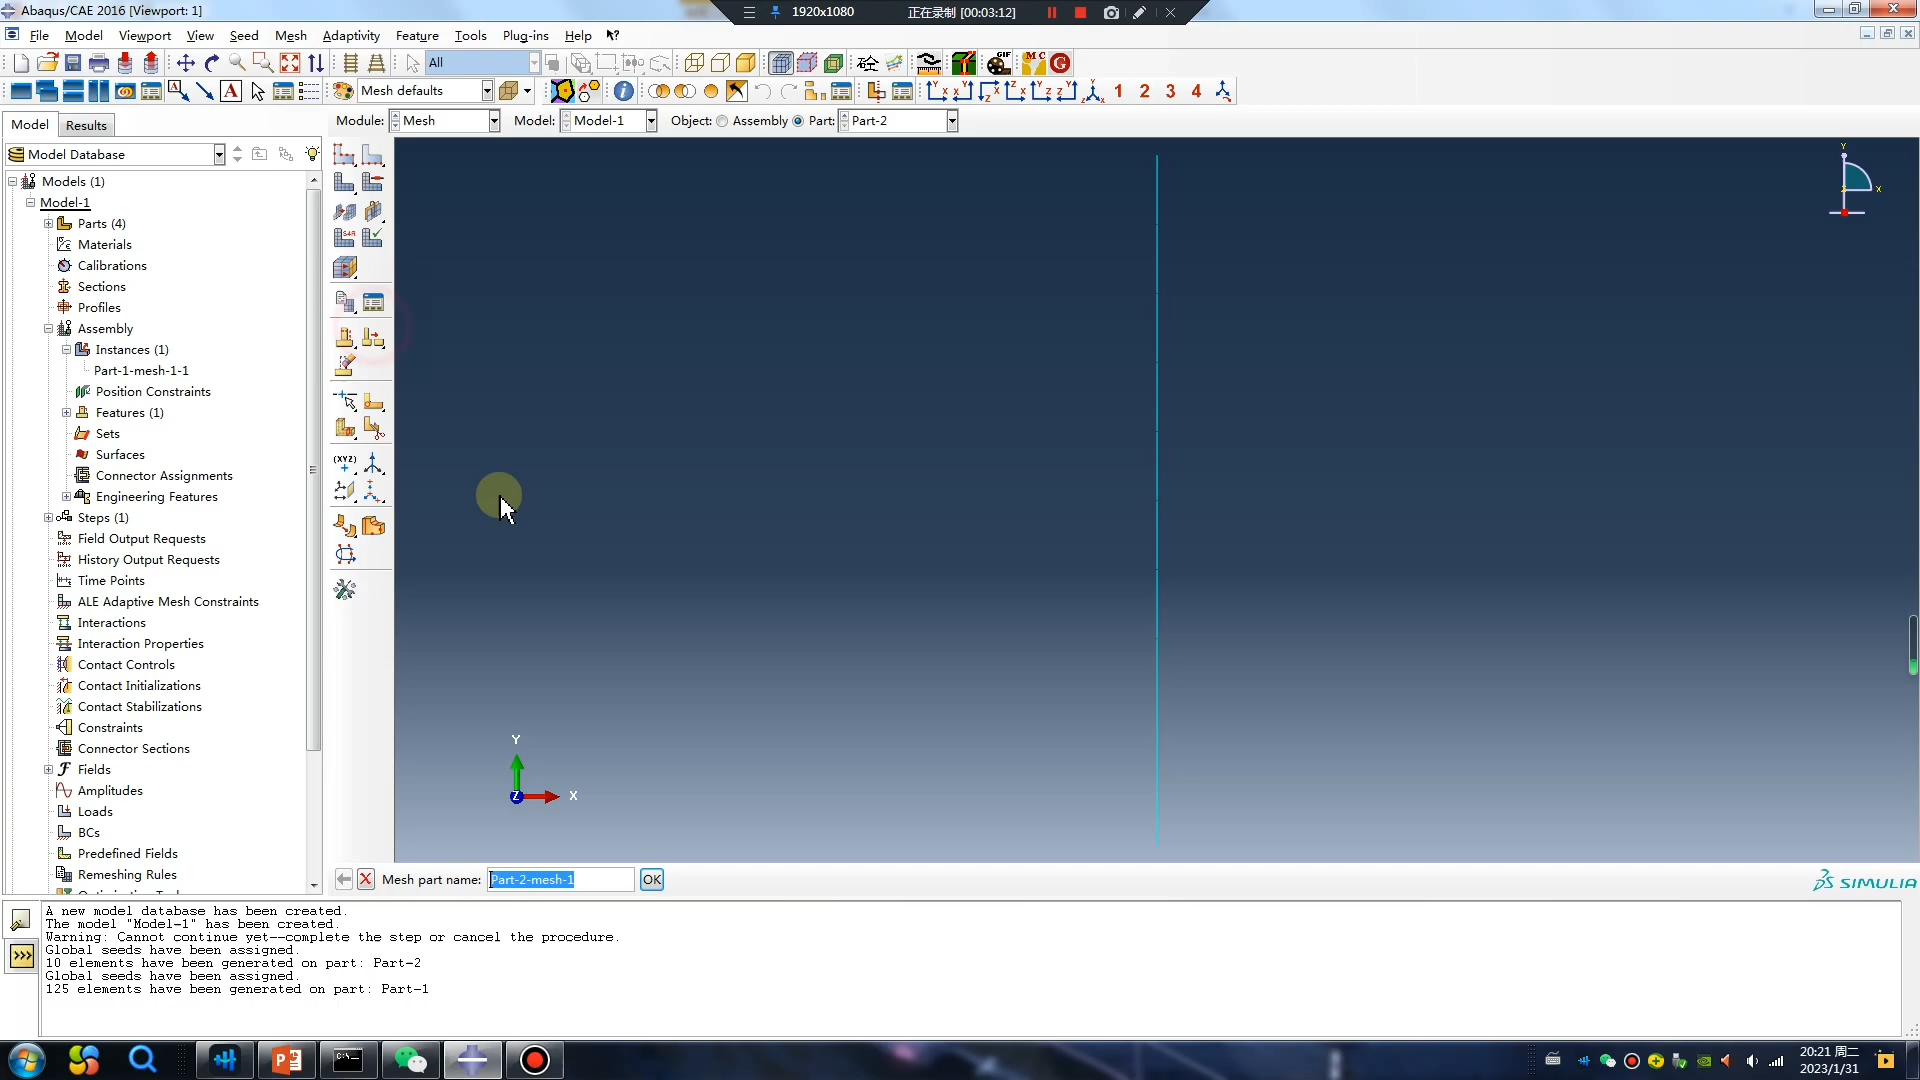 Abaqus/CAE 2016 [Viewport: 1]
1920x1080
正在录制 [00:03:12]
File Model Viewport View Seed Mesh Adaptivity Feature Tools Plug-ins Help
All
GIF
M C
G
砼
A
Mesh defaults
1 2 3 4
Model Results
Module: Mesh Model: Model-1 Object: Assembly Part: Part-2
Model Database
Models (1)
Model-1
Parts (4)
Materials
Calibrations
Sections
Profiles
Assembly
Instances (1)
Part-1-mesh-1-1
Position Constraints
Features (1)
Sets
Surfaces
Connector Assignments
Engineering Features
Steps (1)
Field Output Requests
History Output Requests
Time Points
ALE Adaptive Mesh Constraints
Interactions
Interaction Properties
Contact Controls
Contact Initializations
Contact Stabilizations
Constraints
Connector Sections
Fields
Amplitudes
Loads
BCs
Predefined Fields
Remeshing Rules
S4R
(XYZ)
Y
X
Z
Y
X
Z
Mesh part name: Part-2-mesh-1 OK
SIMULIA
A new model database has been created.
The model "Model-1" has been created.
Warning: Cannot continue yet--complete the step or cancel the procedure.
Global seeds have been assigned.
10 elements have been generated on part: Part-2
Global seeds have been assigned.
125 elements have been generated on part: Part-1
20:21 周二
2023/1/31